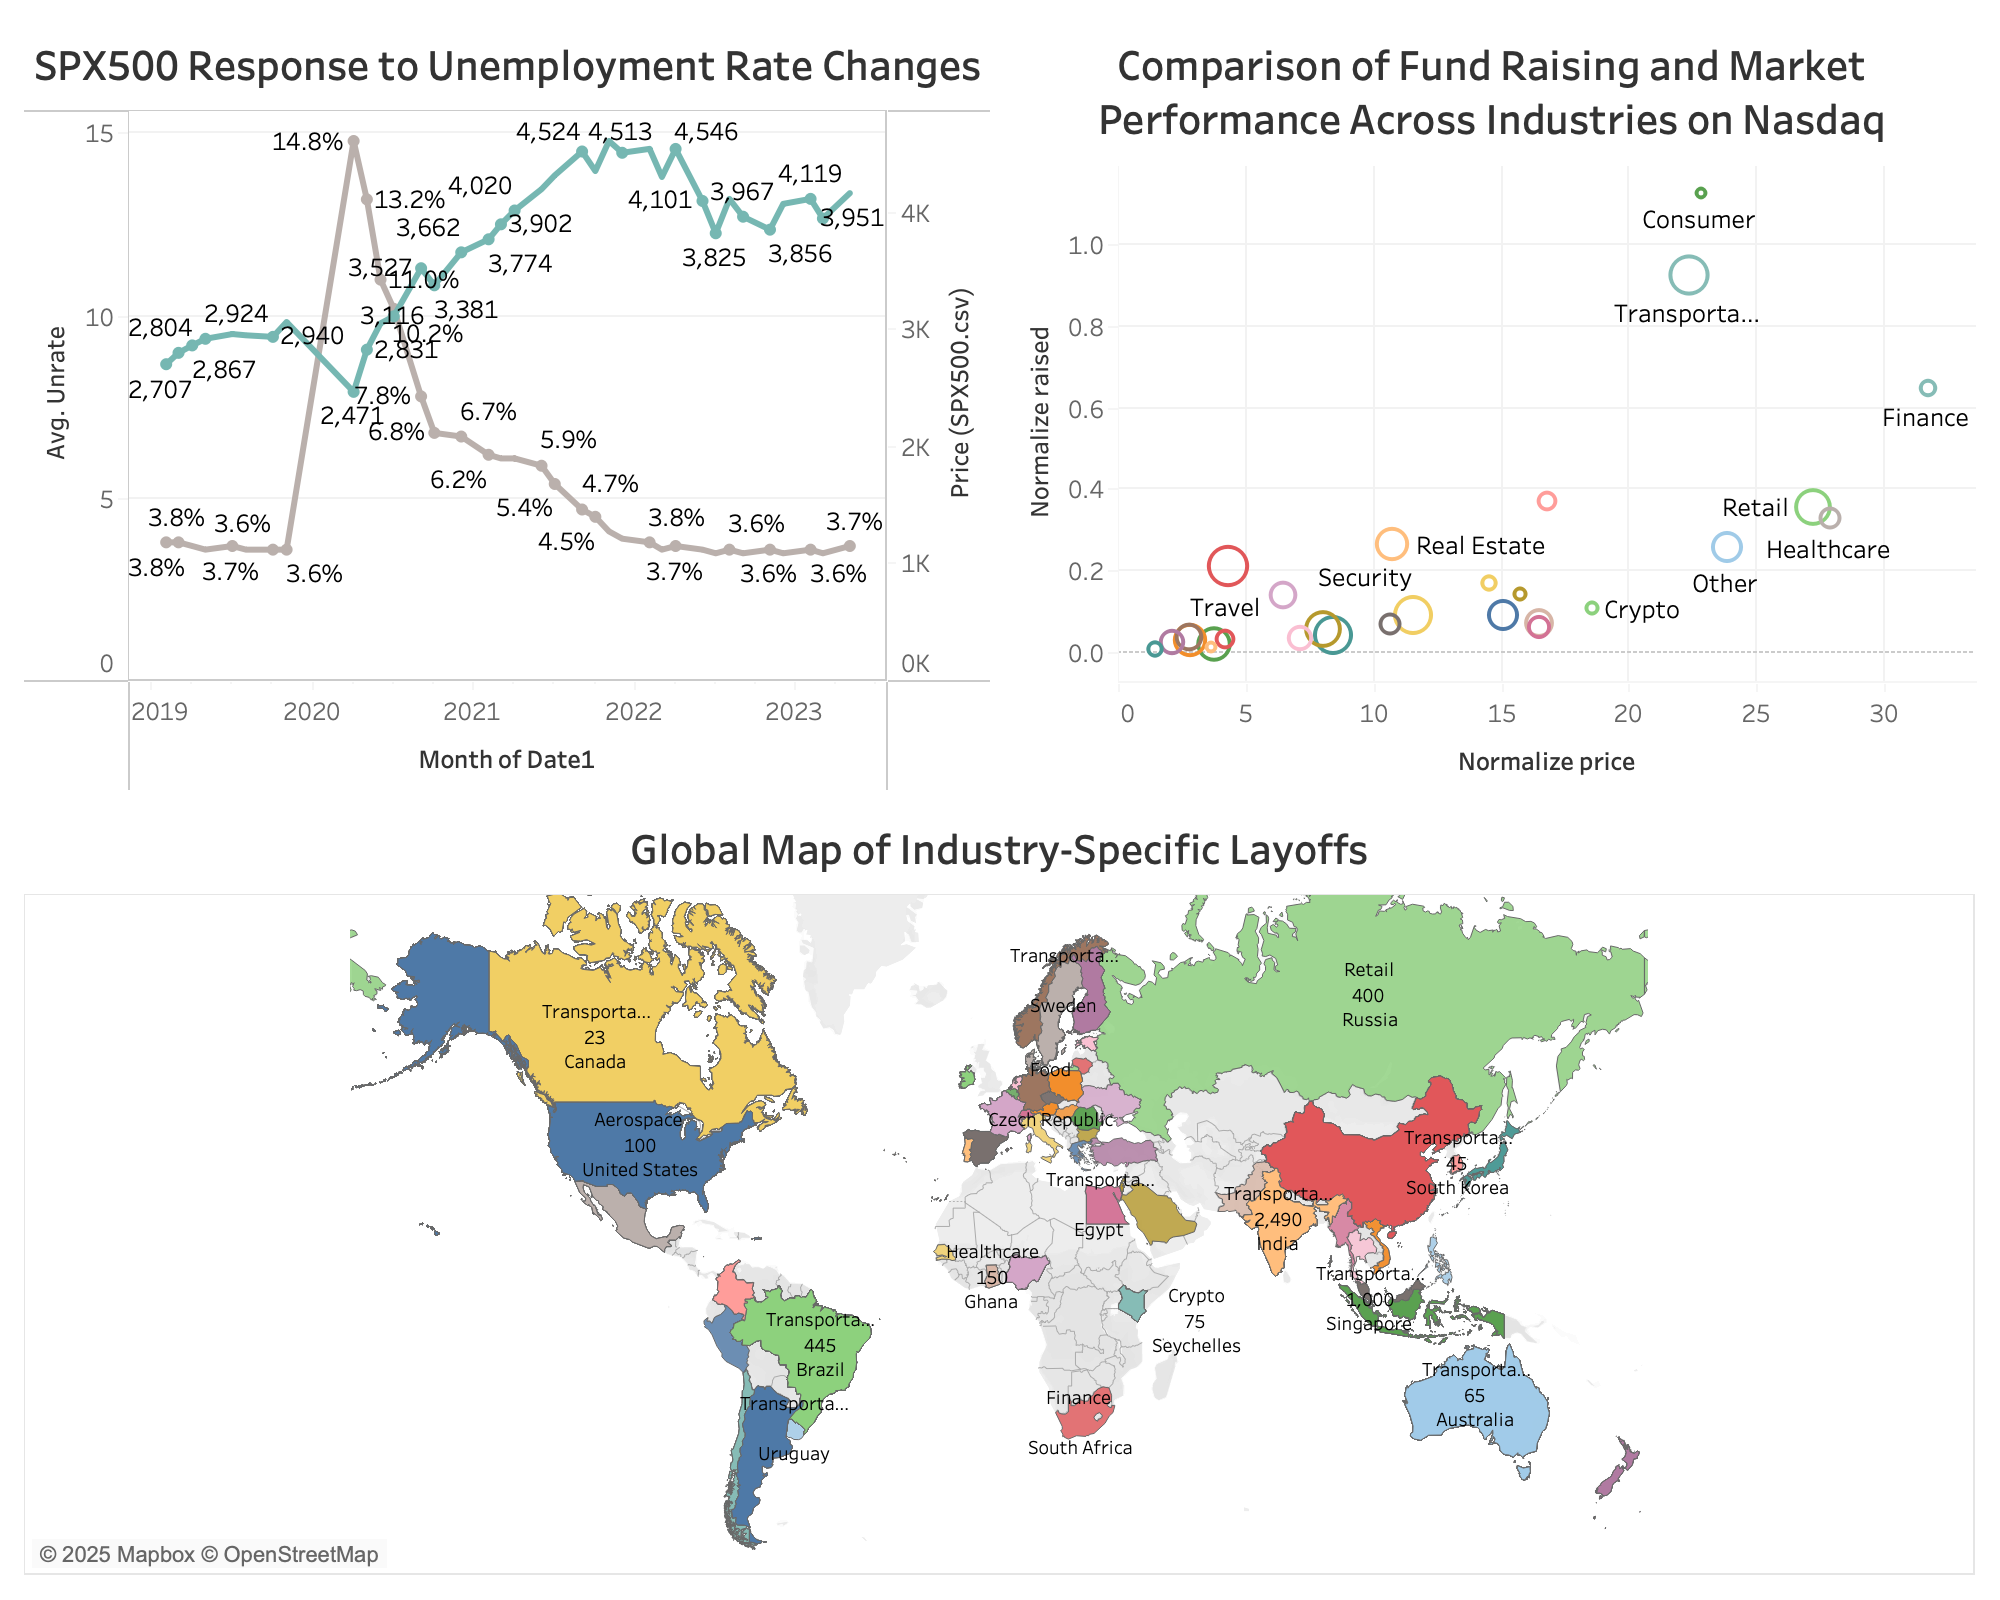 SPX500 Response to Unemployment Rate Changes
15
10
5
0
Avg. Unrate
4K
3K
2K
1K
0K
Price (SPX500.csv)
14.8%
13.2%
11.0%
10.2%
7.8%
6.8%
6.7%
6.2%
5.9%
5.4%
4.7%
4.5%
3.8%
3.8%
3.6%
3.7%
3.6%
3.8%
3.7%
3.6%
3.6%
3.7%
3.6%
2,804
2,707
2,867
2,924
2,940
2,471
2,831
3,116
3,527
3,381
3,662
3,774
4,020
3,902
4,524
4,513
4,546
4,101
3,967
3,825
4,119
3,856
3,951
2019
2020
2021
2022
2023
Month of Date1
Comparison of Fund Raising and Market
Performance Across Industries on Nasdaq
Normalize raised
1.0
0.8
0.6
0.4
0.2
0.0
Consumer
Transporta...
Finance
Retail
Healthcare
Other
Real Estate
Security
Travel
Crypto
0
5
10
15
20
25
30
Normalize price
Global Map of Industry-Specific Layoffs
Transporta...
23
Canada
Aerospace
100
United States
Transporta...
445
Brazil
Transporta...
Uruguay
Transporta...
Sweden
Food
Czech Republic
Transporta...
Egypt
Healthcare
150
Ghana
Crypto
75
Seychelles
Finance
South Africa
Retail
400
Russia
Transporta...
45
South Korea
Transporta...
2,490
India
Transporta...
1,000
Singapore
Transporta...
65
Australia
© 2025 Mapbox © OpenStreetMap